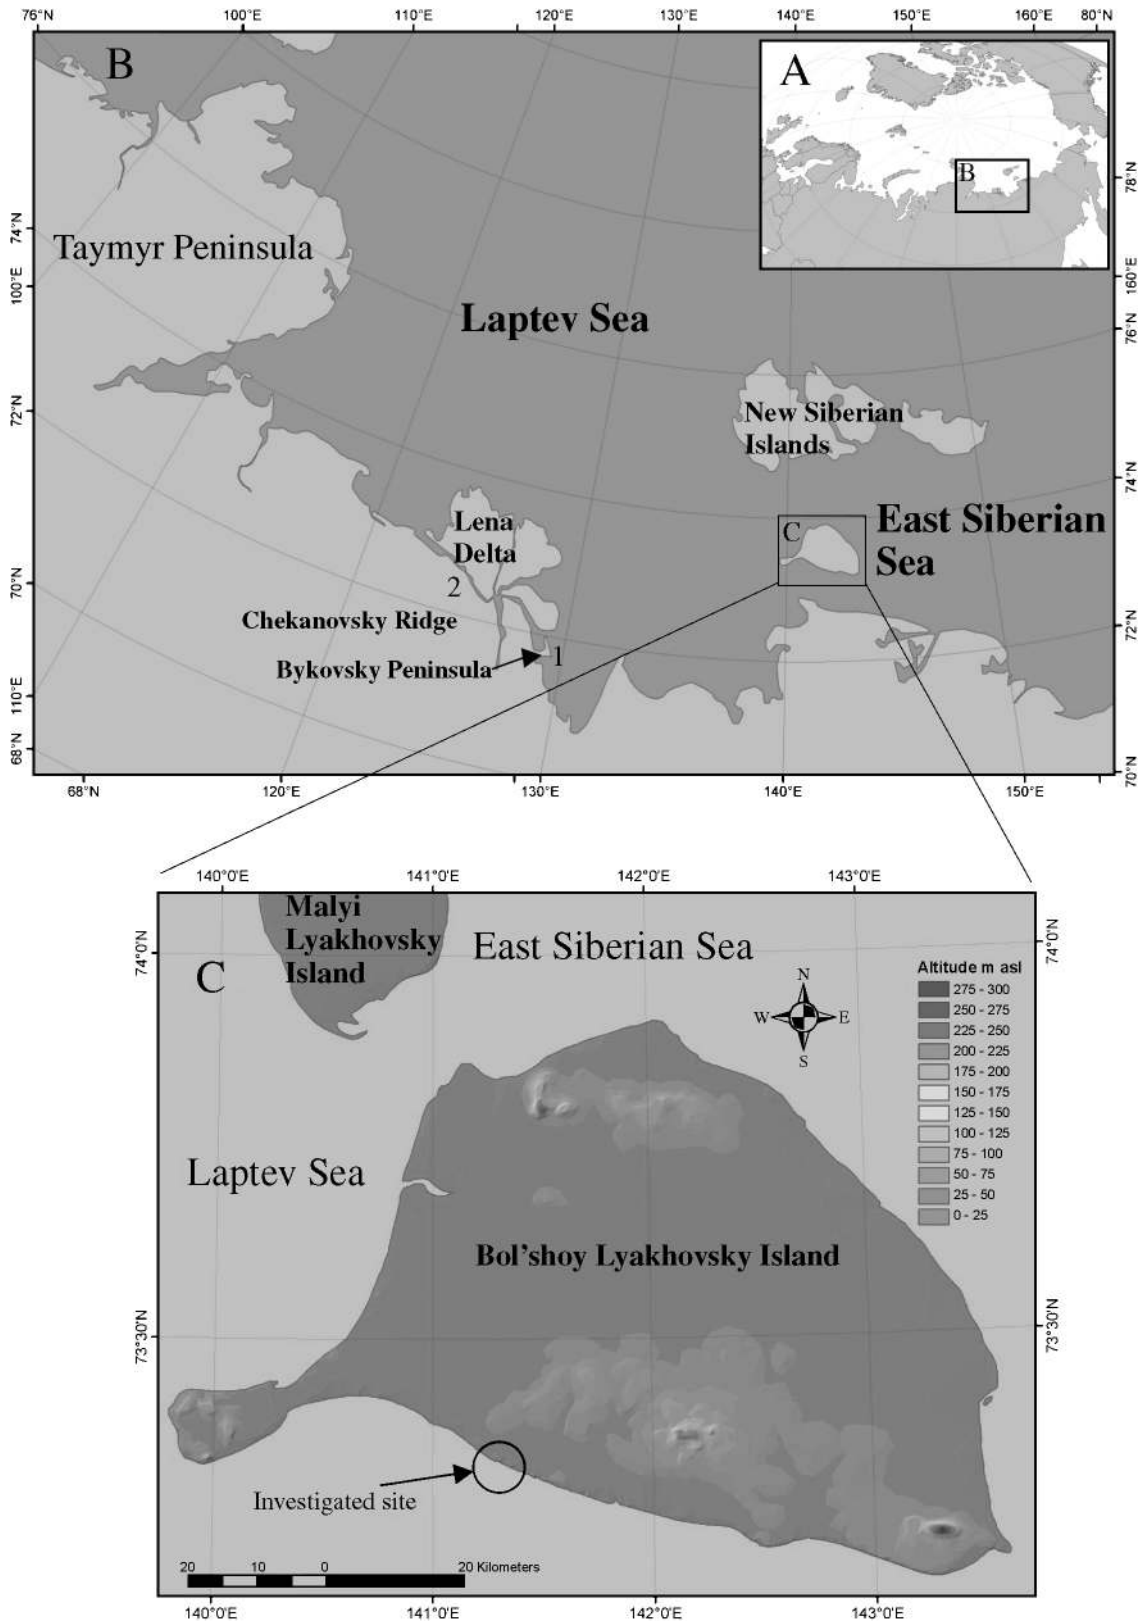 76°N
100°E
110°E
120°E
130°E
140°E
150°E
160°E
80°N
B
A
B
78°N
74°N
Taymyr Peninsula
100°E
160°E
Laptev Sea
76°N
72°N
New Siberian
Islands
74°N
Lena
Delta
C
East Siberian
Sea
2
70°N
Chekanovsky Ridge
72°N
Bykovsky Peninsula
1
110°E
68°N
70°N
68°N
120°E
130°E
140°E
150°E
140°0'E
141°0'E
142°0'E
143°0'E
Malyi
Lyakhovsky
Island
East Siberian Sea
74°0'N
74°0'N
C
Altitude m asl
275 - 300
250 - 275
225 - 250
200 - 225
175 - 200
150 - 175
125 - 150
100 - 125
75 - 100
50 - 75
25 - 50
0 - 25
N
W
E
S
Laptev Sea
Bol'shoy Lyakhovsky Island
73°30'N
73°30'N
Investigated site
20
10
0
20 Kilometers
140°0'E
141°0'E
142°0'E
143°0'E